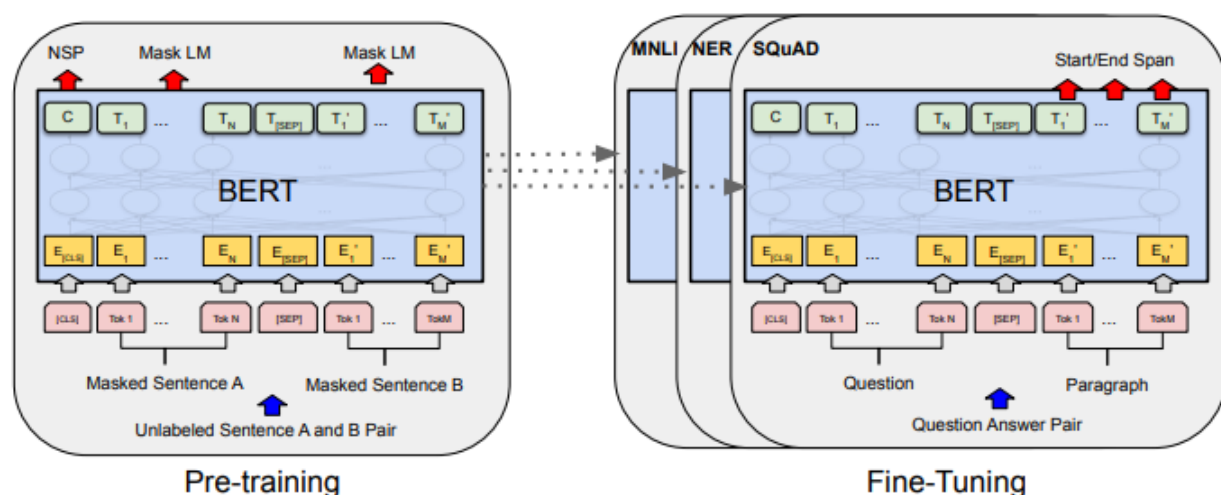 NSP Mask LM Mask LM
C T1 ... TN T[SEP] T1' ... TM'
BERT
E[CLS] E1 ... EN E[SEP] E1' ... EM'
[CLS] Tok 1 ... Tok N [SEP] Tok 1 ... TokM
Masked Sentence A Masked Sentence B
Unlabeled Sentence A and B Pair
Pre-training
MNLI NER SQuAD
Start/End Span
C T1 ... TN T[SEP] T1' ... TM'
BERT
E[CLS] E1 ... EN E[SEP] E1' ... EM'
[CLS] Tok 1 ... Tok N [SEP] Tok 1 ... TokM
Question Paragraph
Question Answer Pair
Fine-Tuning